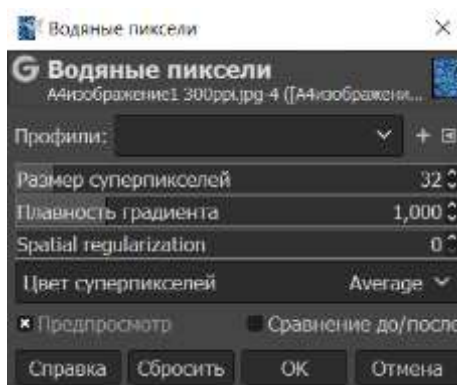 Водяные пиксели
Водяные пиксели
А4изображение1 300ppi.jpg-4 ([А4изображени...
Профили:
Размер суперпикселей 32
Плавность градиента 1,000
Spatial regularization 0
Цвет суперпикселей Average
Предпросмотр Сравнение до/после
Справка Сбросить OK Отмена